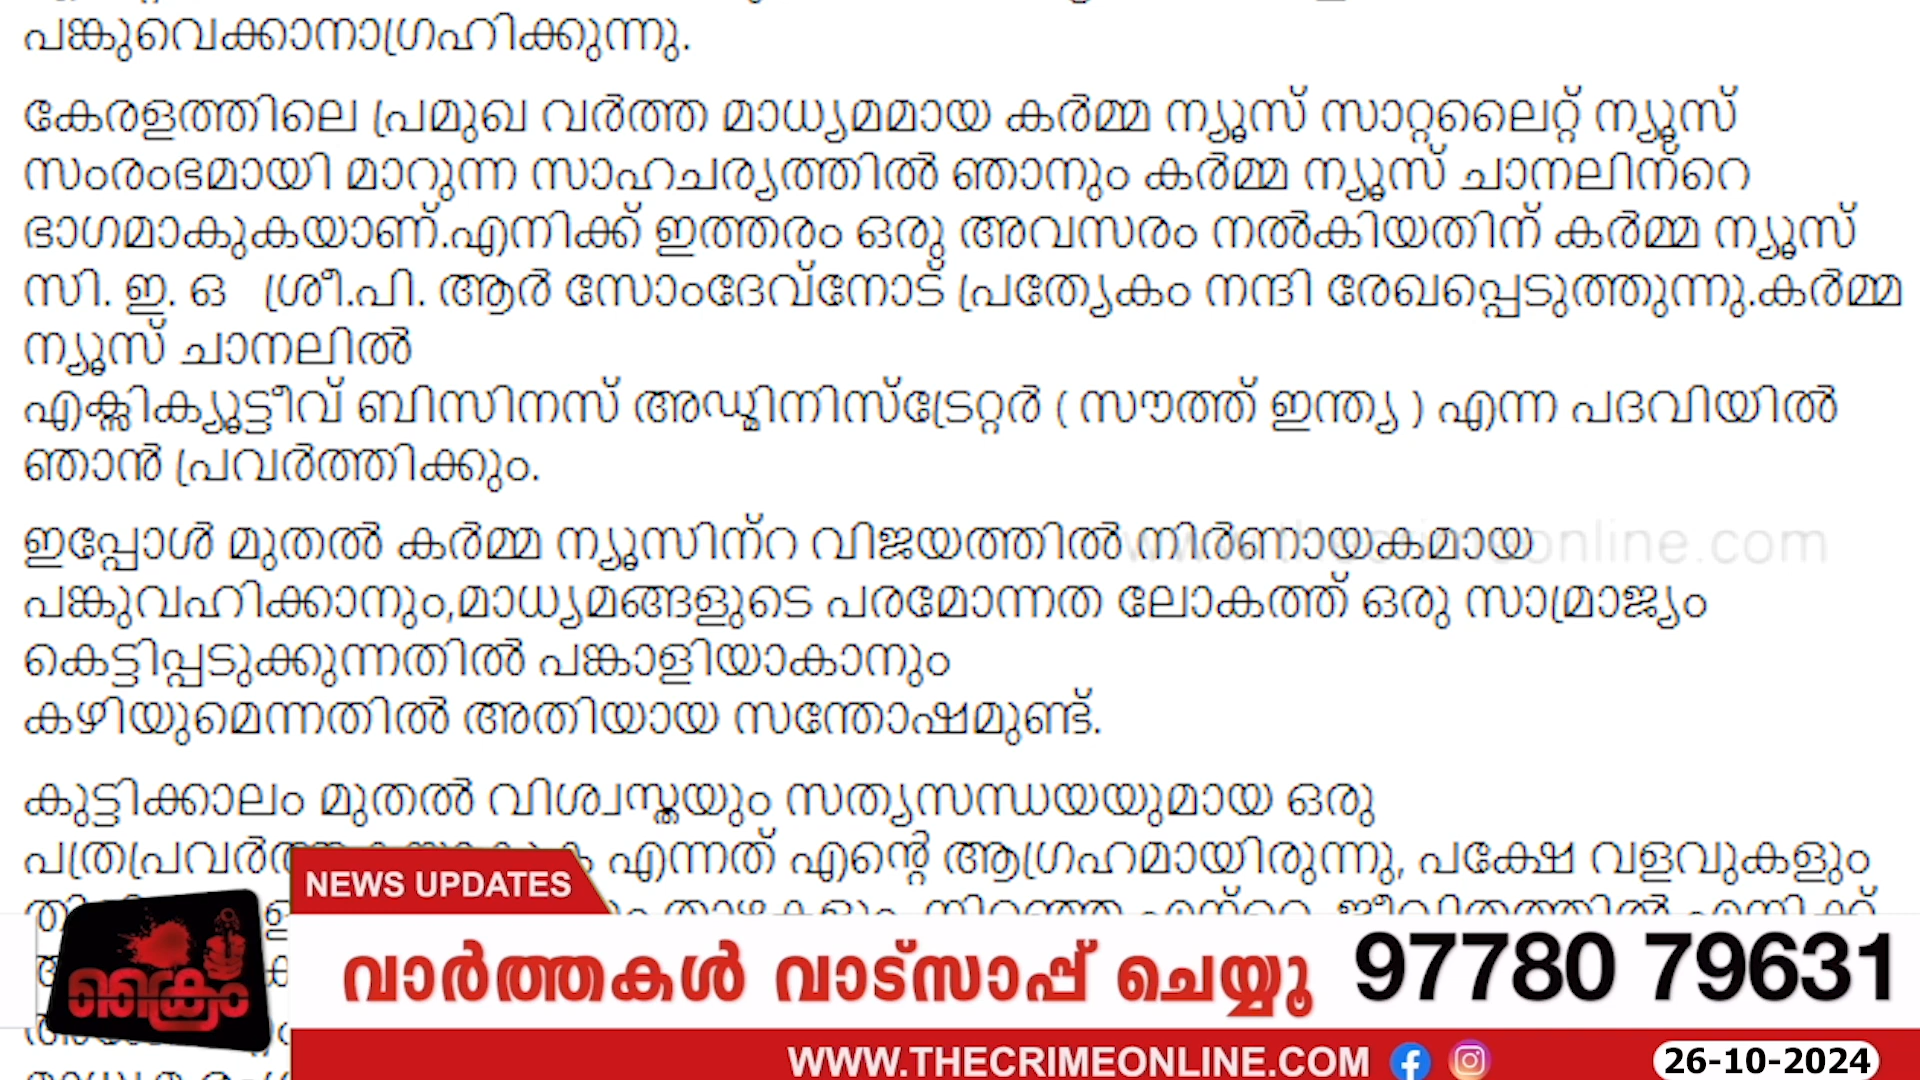 പങ്കുവെക്കാനാഗ്രഹിക്കുന്നു.
കേരളത്തിലെ പ്രമുഖ വർത്ത മാധ്യമമായ കർമ്മ ന്യൂസ് സാറ്റലൈറ്റ് ന്യൂസ്
സംരംഭമായി മാറുന്ന സാഹചര്യത്തിൽ ഞാനും കർമ്മ ന്യൂസ് ചാനലിന്റെ
ഭാഗമാകുകയാണ്.എനിക്ക് ഇത്തരം ഒരു അവസരം നൽകിയതിന് കർമ്മ ന്യൂസ്
സി. ഇ. ഒ ശ്രീ.പി. ആർ സോംദേവ്നോട് പ്രത്യേകം നന്ദി രേഖപ്പെടുത്തുന്നു.കർമ്മ
ന്യൂസ് ചാനലിൽ
എക്സിക്യൂട്ടീവ് ബിസിനസ് അഡ്മിനിസ്ട്രേറ്റർ ( സൗത്ത് ഇന്ത്യ ) എന്ന പദവിയിൽ
ഞാൻ പ്രവർത്തിക്കും.
ഇപ്പോൾ മുതൽ കർമ്മ ന്യൂസിന്റ വിജയത്തിൽ നിർണായകമായ
പങ്കുവഹിക്കാനും,മാധ്യമങ്ങളുടെ പരമോന്നത ലോകത്ത് ഒരു സാമ്രാജ്യം
കെട്ടിപ്പടുക്കുന്നതിൽ പങ്കാളിയാകാനും
കഴിയുമെന്നതിൽ അതിയായ സന്തോഷമുണ്ട്.
കുട്ടിക്കാലം മുതൽ വിശ്വസ്തയും സത്യസന്ധയയുമായ ഒരു
എന്നത് എന്റെ ആഗ്രഹമായിരുന്നു, പക്ഷേ വളവുകളും
NEWS UPDATES
ക്രൈം
വാർത്തകൾ വാട്സാപ്പ് ചെയ്യൂ 97780 79631
WWW.THECRIMEONLINE.COM
26-10-2024